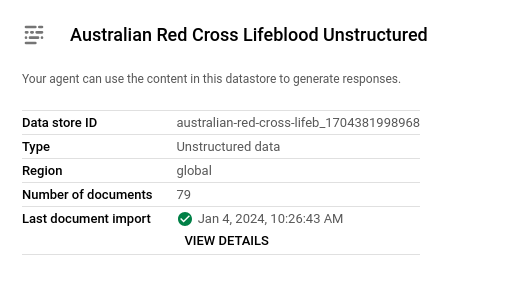 Australian Red Cross Lifeblood Unstructured
Your agent can use the content in this datastore to generate responses.
Data store ID australian-red-cross-lifeb_1704381998968
Type Unstructured data
Region global
Number of documents 79
Last document import Jan 4, 2024, 10:26:43 AM
VIEW DETAILS